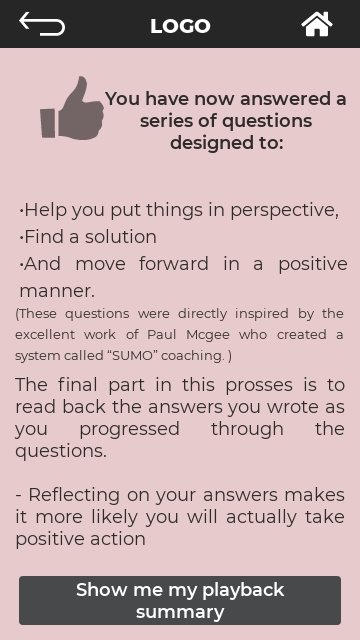 LOGO
You have now answered a
series of questions
designed to:
·Help you put things in perspective,
·Find a solution
·And move forward in a positive
manner.
(These questions were directly inspired by the
excellent work of Paul Mcgee who created a
system called “SUMO” coaching. )
The final part in this prosses is to
read back the answers you wrote as
you progressed through the
questions.
- Reflecting on your answers makes
it more likely you will actually take
positive action
Show me my playback
summary